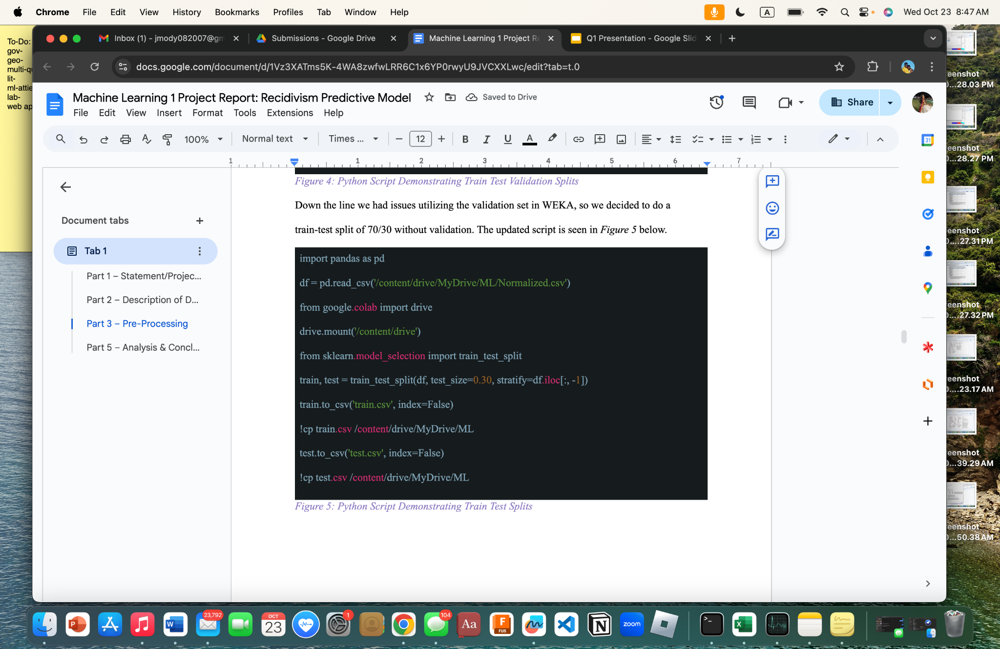 Chrome File Edit View History Bookmarks Profiles Tab Window Help
A
Wed Oct 23 8:47 AM
To-Do:
gov-
geo-
lit-
lab-
Inbox (1) - jmody082007@gm
Submissions - Google Drive
Machine Learning 1 Project Re
Q1 Presentation - Google Slid
docs.google.com/document/d/1Vz3XATms5K-4WA8zwfwLRR6C1x6YP0rwyU9JVCXXLwc/edit?tab=t.0
Machine Learning 1 Project Report: Recidivism Predictive Model
Saved to Drive
File Edit View Insert Format Tools Extensions Help
Share
100% Normal text Times ... 12 B I U A
1 1 2 3 4 5 6 7
Document tabs
Tab 1
Part 1 – Statement/Projec...
Part 2 – Description of D...
Part 3 – Pre-Processing
Part 5 – Analysis & Concl...
Figure 4: Python Script Demonstrating Train Test Validation Splits
Down the line we had issues utilizing the validation set in WEKA, so we decided to do a
train-test split of 70/30 without validation. The updated script is seen in Figure 5 below.
import pandas as pd
df = pd.read_csv('/content/drive/MyDrive/ML/Normalized.csv')
from google.colab import drive
drive.mount('/content/drive')
from sklearn.model_selection import train_test_split
train, test = train_test_split(df, test_size=0.30, stratify=df.iloc[:, -1])
train.to_csv('train.csv', index=False)
!cp train.csv /content/drive/MyDrive/ML
test.to_csv('test.csv', index=False)
!cp test.csv /content/drive/MyDrive/ML
Figure 5: Python Script Demonstrating Train Test Splits
31
eenshot
...28.03 PM
eenshot
...28.27 PM
eenshot
....27.31 PM
eenshot
....27.32 PM
eenshot
....23.17 AM
eenshot
...39.29 AM
eenshot
...50.38 AM
23,792
OCT
23
1
104
Aa
F
FUS
zoom